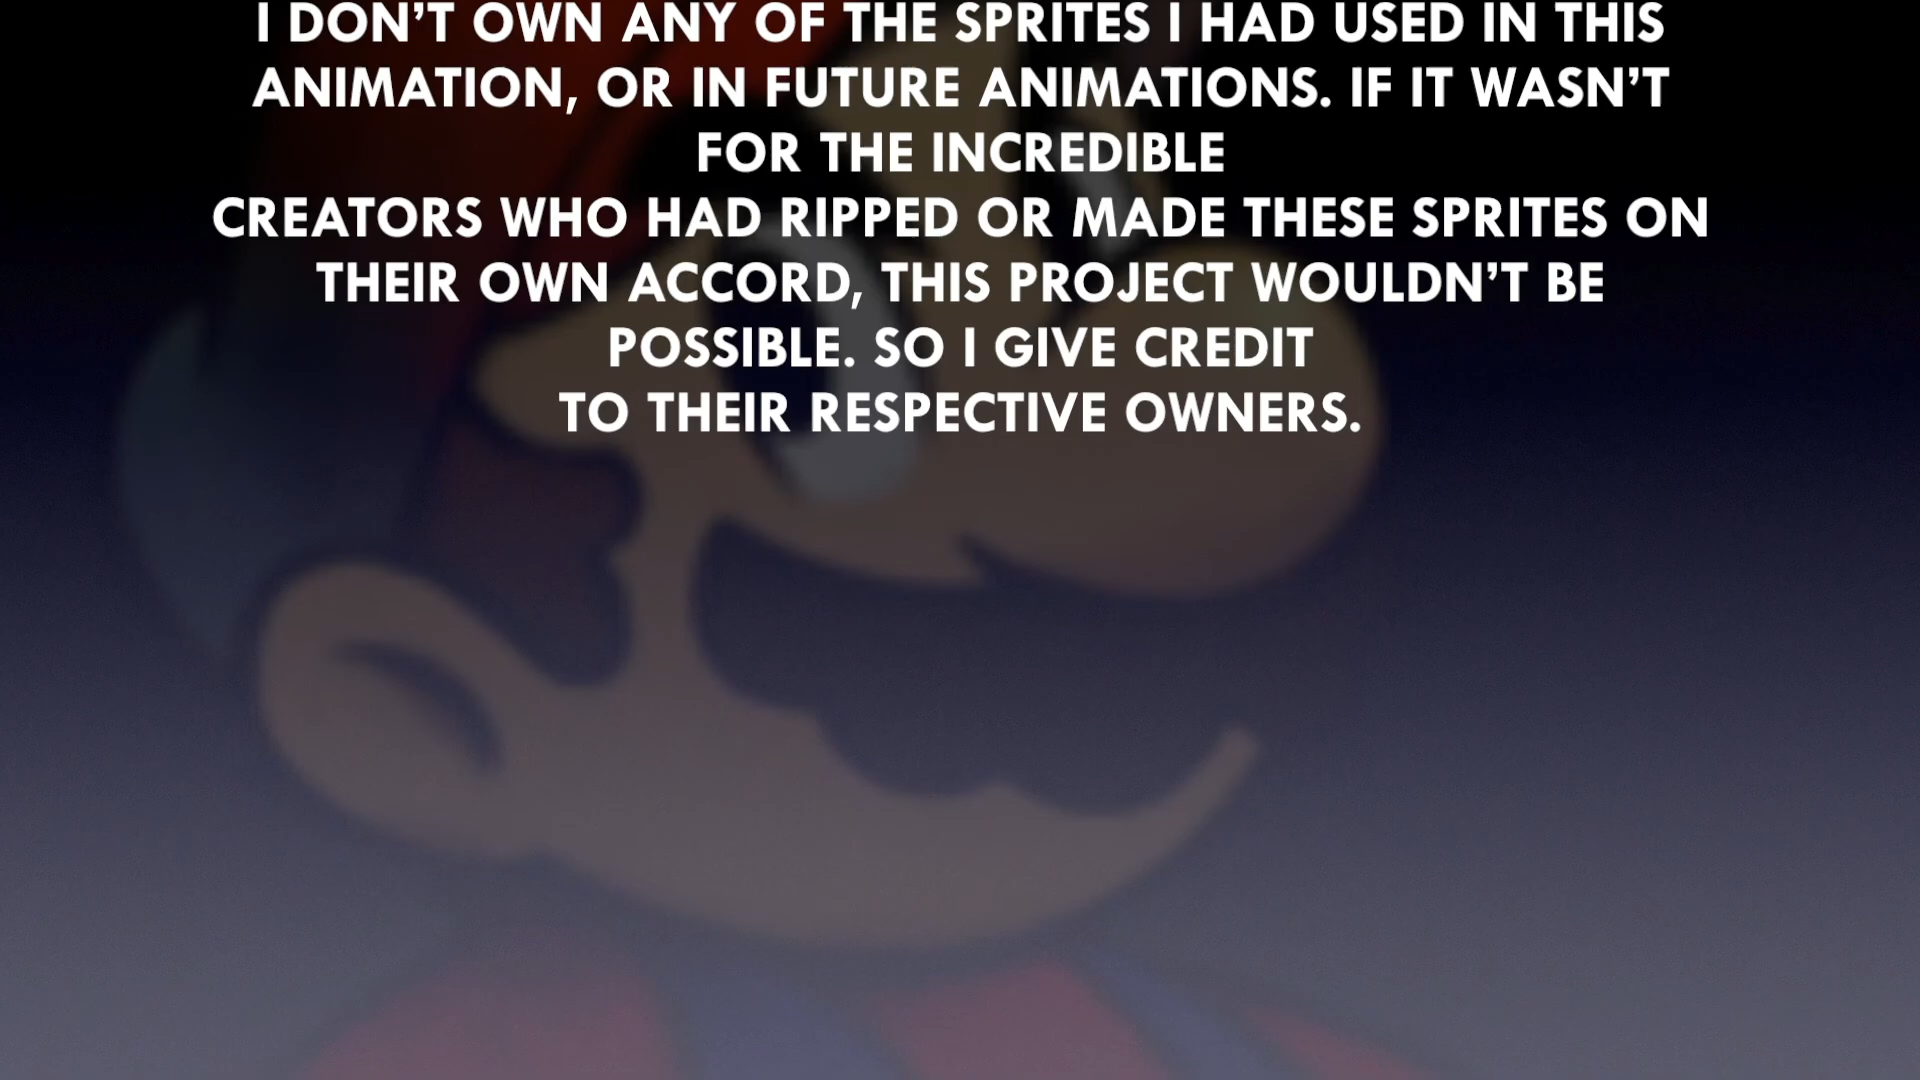 I DON’T OWN ANY OF THE SPRITES I HAD USED IN THIS
ANIMATION, OR IN FUTURE ANIMATIONS. IF IT WASN’T
FOR THE INCREDIBLE
CREATORS WHO HAD RIPPED OR MADE THESE SPRITES ON
THEIR OWN ACCORD, THIS PROJECT WOULDN’T BE
POSSIBLE. SO I GIVE CREDIT
TO THEIR RESPECTIVE OWNERS.